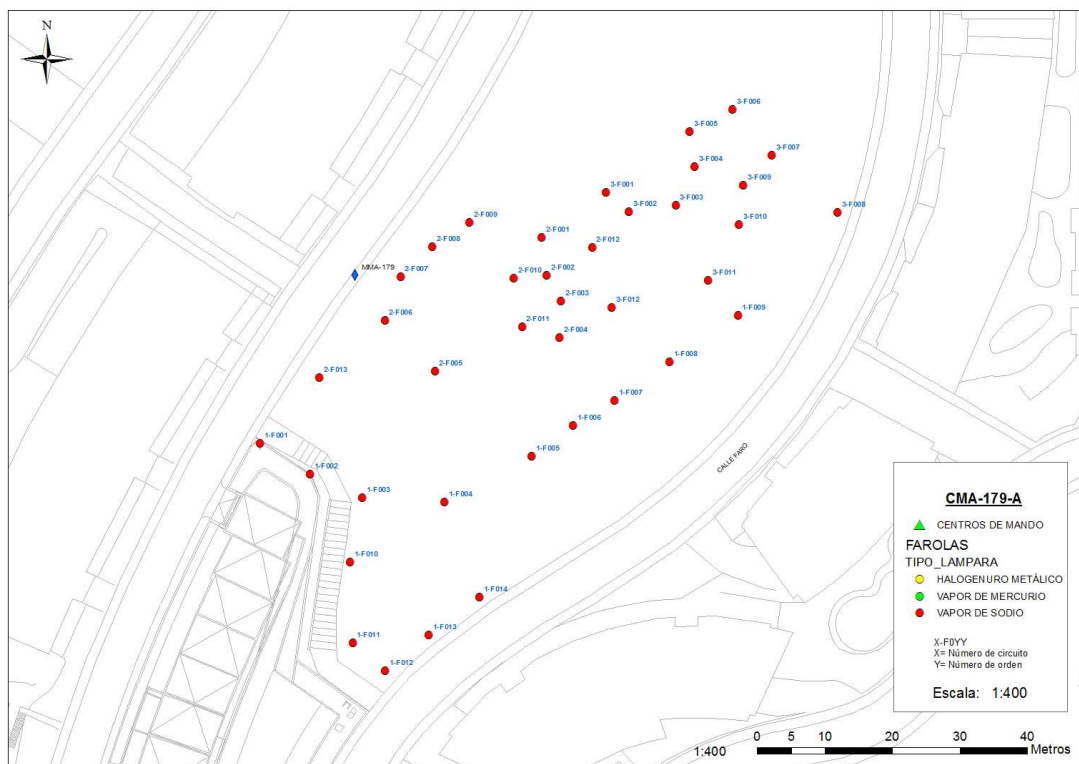 N
3-F006
3-F005
3-F007
3-F004
3-F009
3-F001
3-F003
3-F002
3-F008
2-F009
3-F010
2-F001
2-F008
2-F012
MMA-179
2-F007
2-F010
2-F002
3-F011
2-F003
3-F012
1-F009
2-F006
2-F011
2-F004
1-F008
2-F013
2-F005
1-F007
1-F006
1-F001
1-F005
CALLE FARO
1-F002
1-F003
1-F004
1-F010
1-F014
1-F013
1-F011
1-F012
CMA-179-A
CENTROS DE MANDO
FAROLAS
TIPO_LAMPARA
HALOGENURO METÁLICO
VAPOR DE MERCURIO
VAPOR DE SODIO
X-F0YY
X= Número de circuito
Y= Número de orden
Escala: 1:400
0 5 10 20 30 40
1:400 Metros